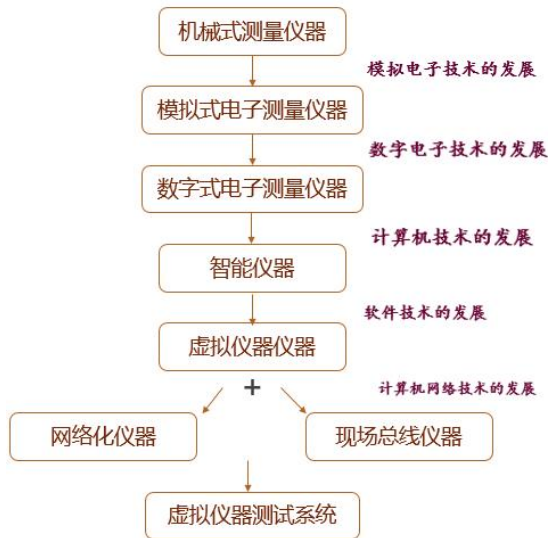 机械式测量仪器
模拟电子技术的发展
模拟式电子测量仪器
数字电子技术的发展
数字式电子测量仪器
计算机技术的发展
智能仪器
软件技术的发展
虚拟仪器仪器
+
计算机网络技术的发展
网络化仪器
现场总线仪器
虚拟仪器测试系统